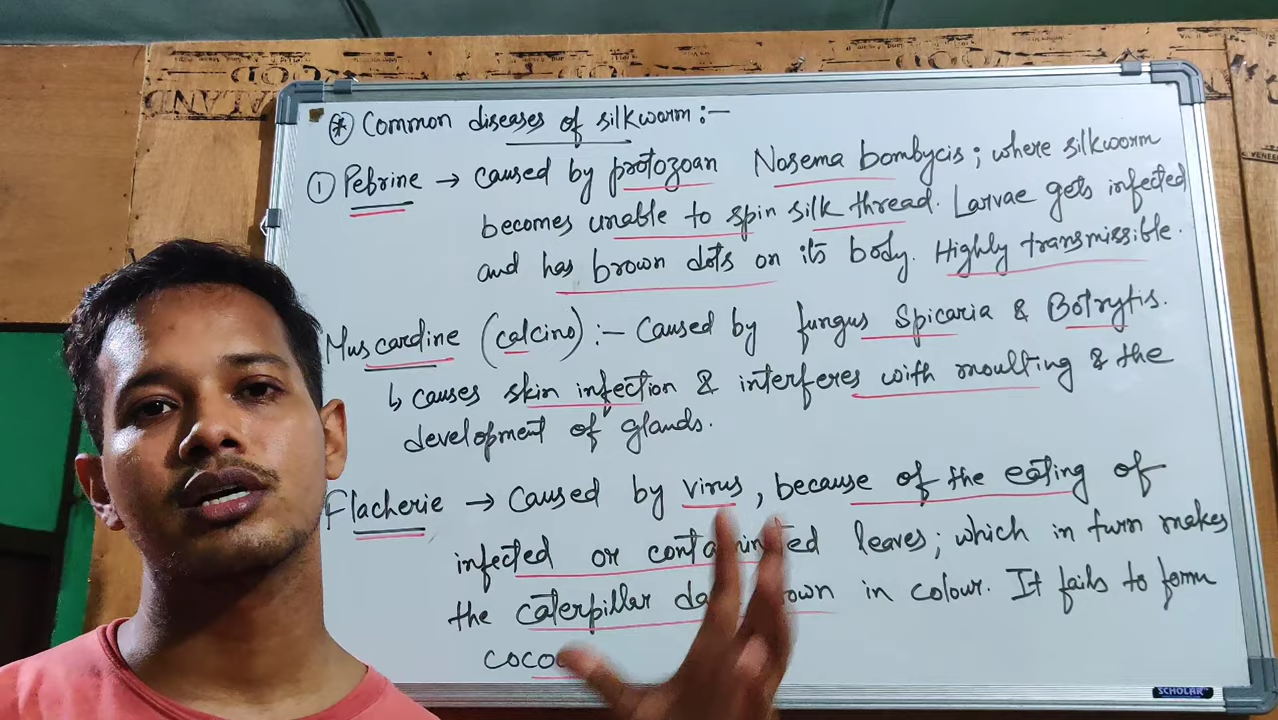 * Common diseases of silkworm :-
① Pebrine → caused by protozoan Nosema bombycis; where silkworm
becomes unable to spin silk thread. Larvae gets infected
and has brown dots on its body. Highly transmissible.
Muscardine (calcino) :- Caused by fungus Spicaria & Botrytis.
↳ causes skin infection & interferes with moulting & the
development of glands.
Flacherie → Caused by virus, because of the eating of
infected or contaminated leaves; which in turn makes
the caterpillar in colour. It fails to form
SCHOLAR